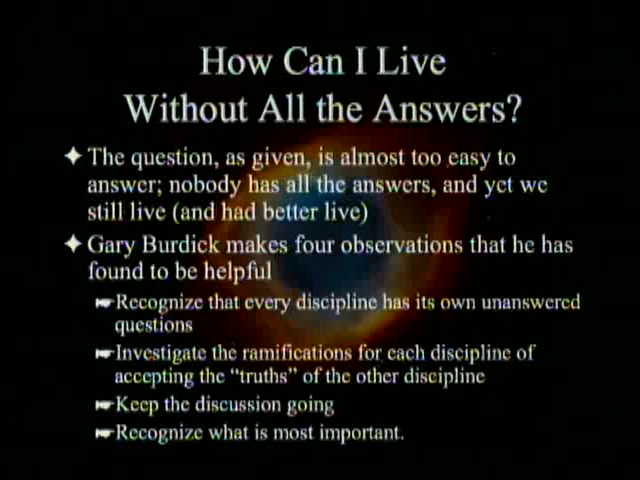 How Can I Live
Without All the Answers?
The question, as given, is almost too easy to
answer; nobody has all the answers, and yet we
still live (and had better live)
Gary Burdick makes four observations that he has
found to be helpful
Recognize that every discipline has its own unanswered
questions
Investigate the ramifications for each discipline of
accepting the “truths” of the other discipline
Keep the discussion going
Recognize what is most important.